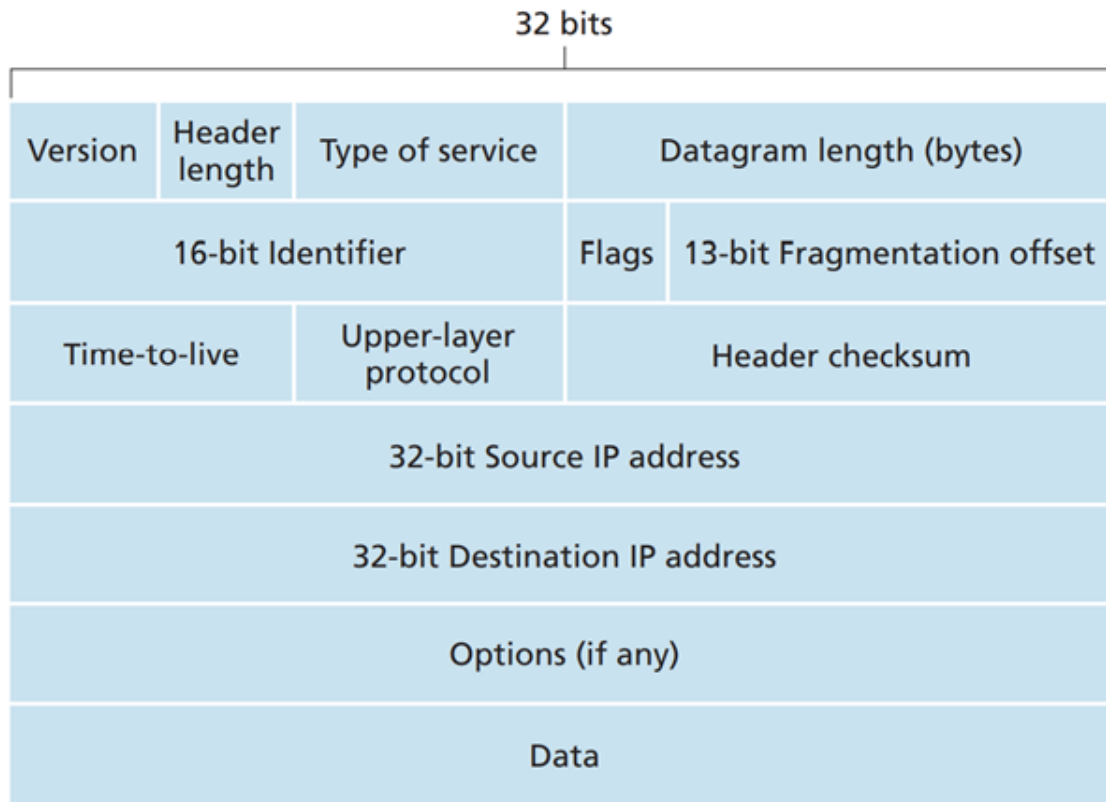 32 bits
Version
Header
length
Type of service
Datagram length (bytes)
16-bit Identifier
Flags
13-bit Fragmentation offset
Time-to-live
Upper-layer
protocol
Header checksum
32-bit Source IP address
32-bit Destination IP address
Options (if any)
Data